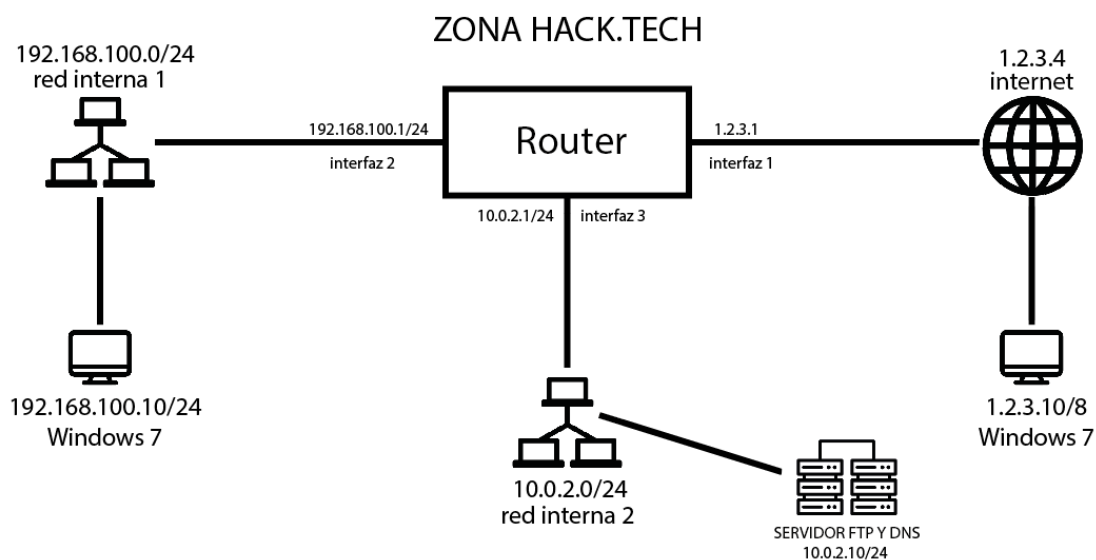 ZONA HACK.TECH
192.168.100.0/24
red interna 1
1.2.3.4
internet
192.168.100.1/24
interfaz 2
Router
1.2.3.1
interfaz 1
10.0.2.1/24
interfaz 3
192.168.100.10/24
Windows 7
10.0.2.0/24
red interna 2
1.2.3.10/8
Windows 7
SERVIDOR FTP Y DNS
10.0.2.10/24